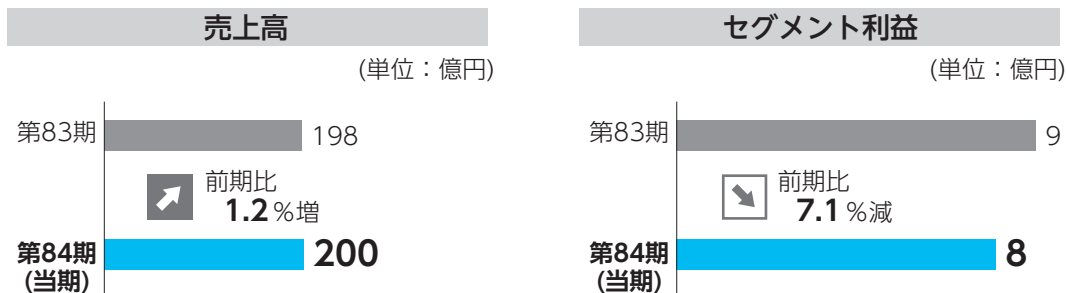 売上高
(単位：億円)
第83期
198
前期比
1.2%増
第84期
(当期)
200
セグメント利益
(単位：億円)
第83期
9
前期比
7.1%減
第84期
(当期)
8